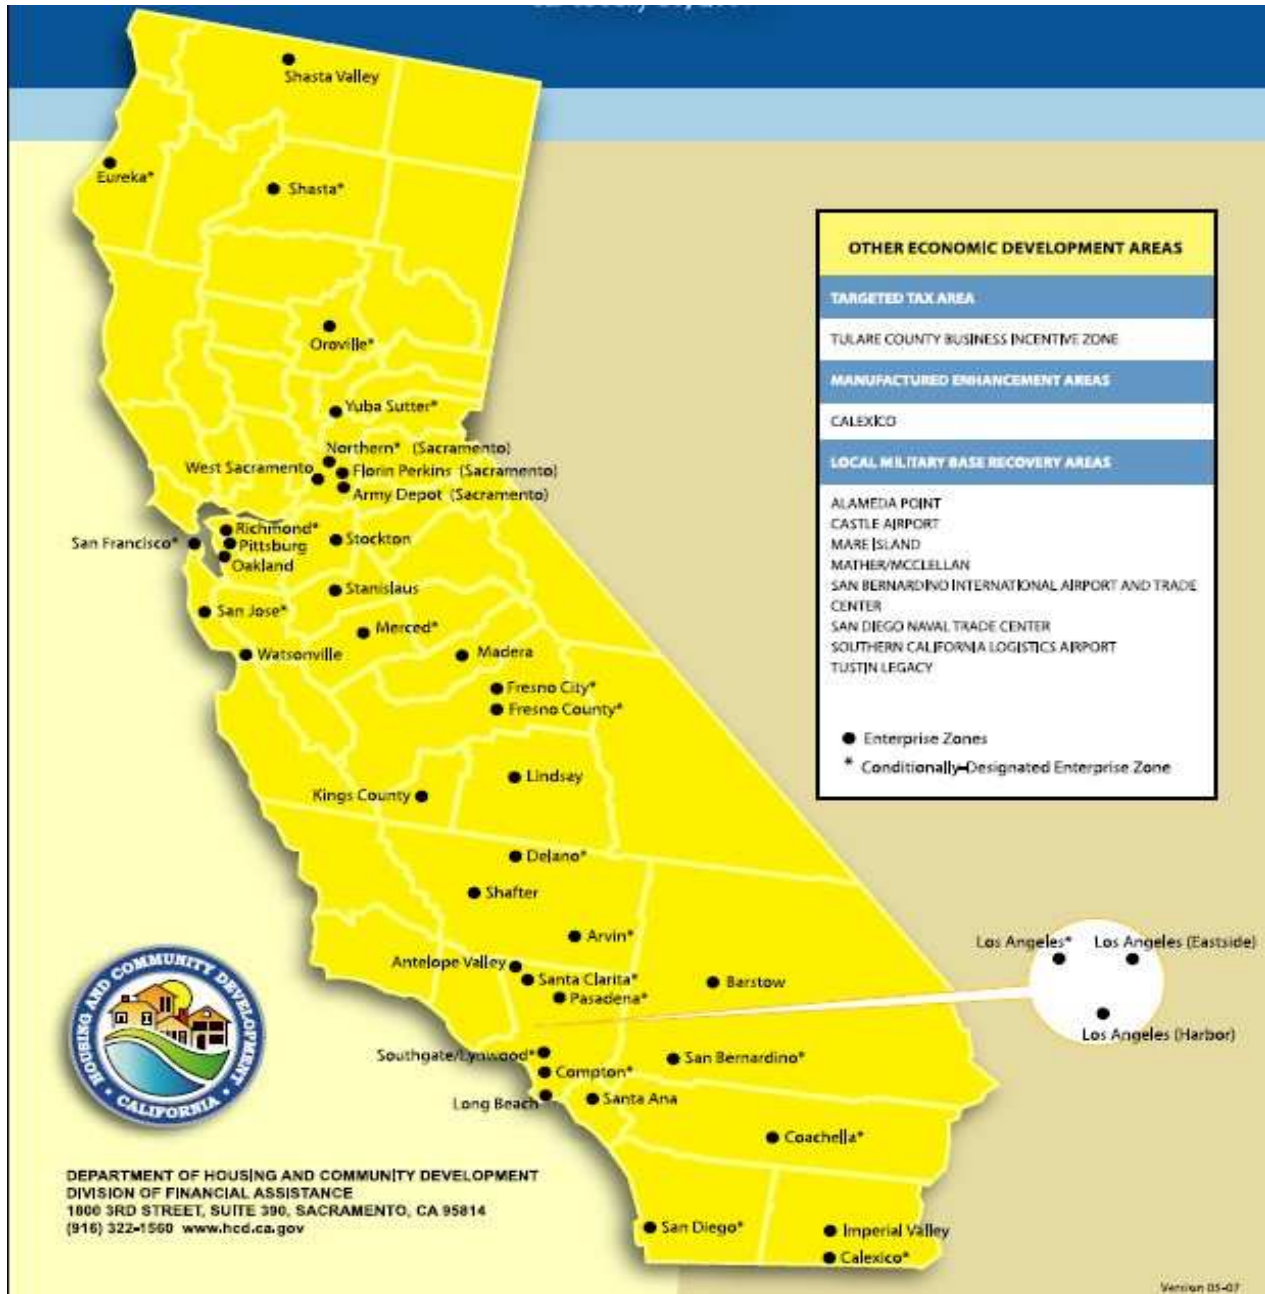 Shasta Valley
Eureka*
Shasta*
Oroville*
Yuba Sutter*
Northern* (Sacramento)
West Sacramento
Florin Perkins (Sacramento)
Army Depot (Sacramento)
Richmond*
San Francisco*
Pittsburg
Stockton
Oakland
Stanislaus
San Jose*
Merced*
Watsonville
Madera
Fresno City*
Fresno County*
Lindsay
Kings County
Delano*
Shafter
Arvin*
Antelope Valley
Santa Clarita*
Pasadena*
Barstow
Southgate/Lynwood*
San Bernardino*
Compton*
Long Beach
Santa Ana
Coachella*
San Diego*
Imperial Valley
Calexico*
Los Angeles*
Los Angeles (Eastside)
Los Angeles (Harbor)
OTHER ECONOMIC DEVELOPMENT AREAS
TARGETED TAX AREA
TULARE COUNTY BUSINESS INCENTIVE ZONE
MANUFACTURED ENHANCEMENT AREAS
CALEXICO
LOCAL MILITARY BASE RECOVERY AREAS
ALAMEDA POINT
CASTLE AIRPORT
MARE ISLAND
MATHER/MCCLELLAN
SAN BERNARDINO INTERNATIONAL AIRPORT AND TRADE
CENTER
SAN DIEGO NAVAL TRADE CENTER
SOUTHERN CALIFORNIA LOGISTICS AIRPORT
TUSTIN LEGACY
Enterprise Zones
* Conditionally-Designated Enterprise Zone
HOUSING AND COMMUNITY DEVELOPMENT
• CALIFORNIA •
DEPARTMENT OF HOUSING AND COMMUNITY DEVELOPMENT
DIVISION OF FINANCIAL ASSISTANCE
1800 3RD STREET, SUITE 390, SACRAMENTO, CA 95814
(916) 322-1560 www.hcd.ca.gov
Version 05-07